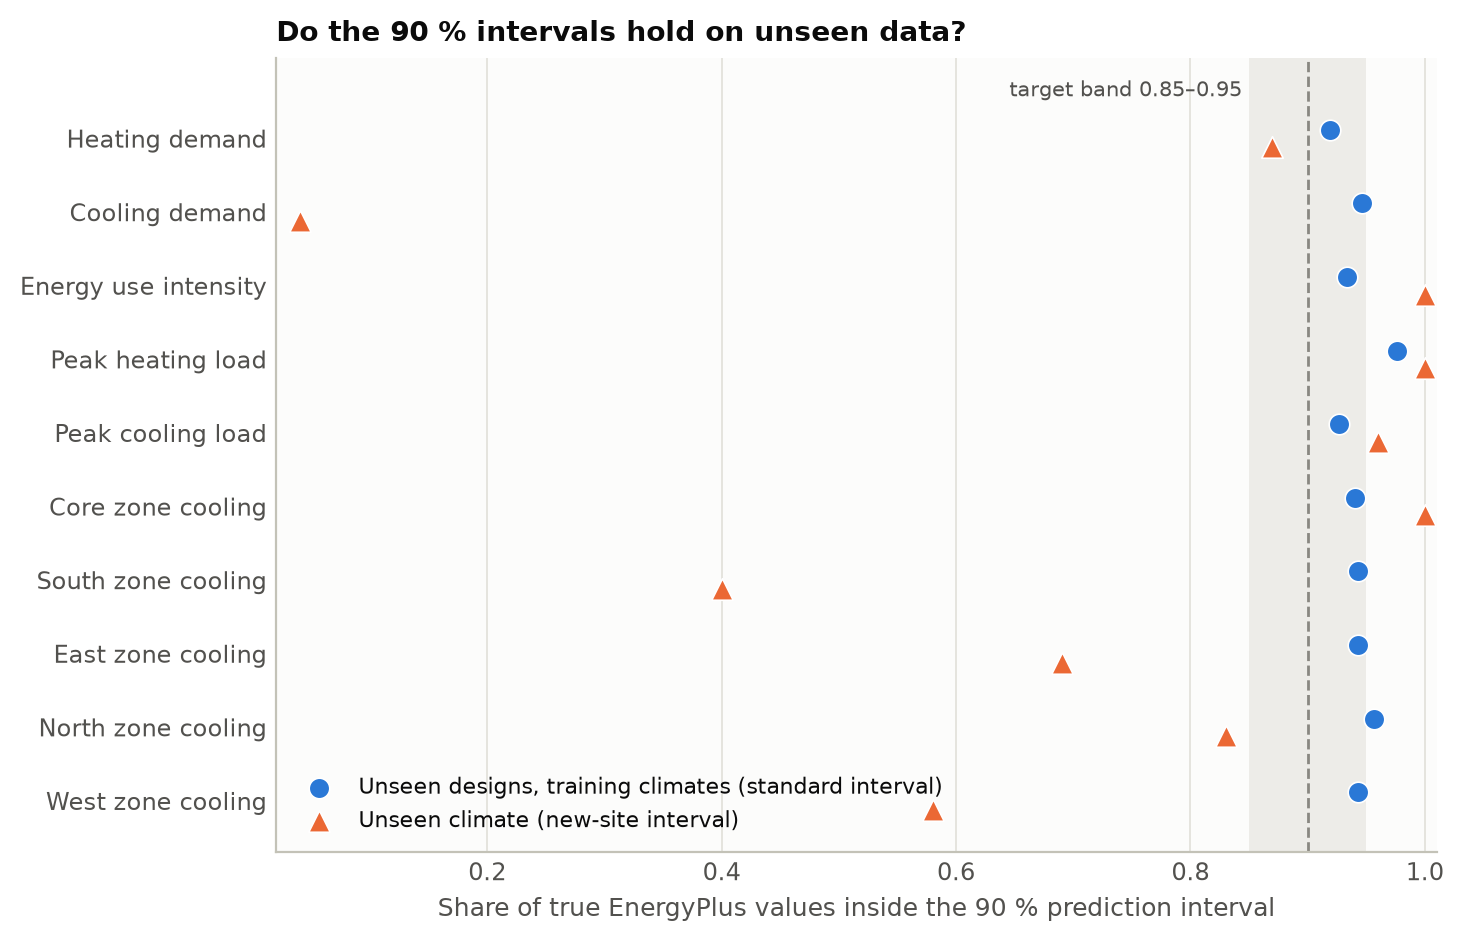 Do the 90 % intervals hold on unseen data?
target band 0.85–0.95
Heating demand
Cooling demand
Energy use intensity
Peak heating load
Peak cooling load
Core zone cooling
South zone cooling
East zone cooling
North zone cooling
West zone cooling
Unseen designs, training climates (standard interval)
Unseen climate (new-site interval)
0.2 0.4 0.6 0.8 1.0
Share of true EnergyPlus values inside the 90 % prediction interval